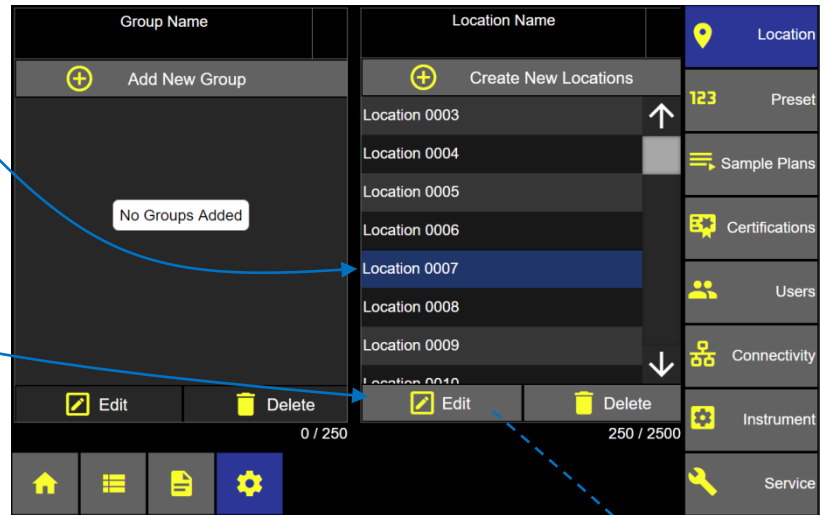 Group Name
Location Name
Location
Add New Group
Create New Locations
123
Preset
Location 0003
Location 0004
Sample Plans
Location 0005
No Groups Added
Location 0006
Certifications
Location 0007
Users
Location 0008
Location 0009
Connectivity
Location 0010
Edit
Delete
Edit
Delete
Instrument
0 / 250
250 / 2500
Service